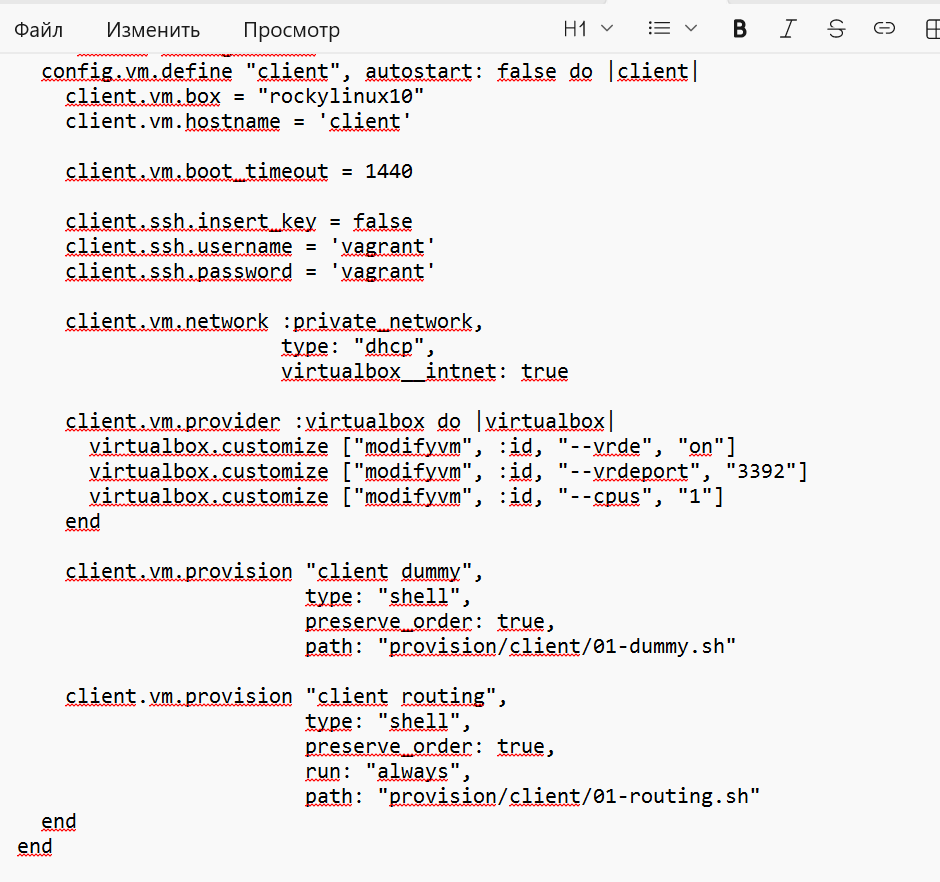 Файл Изменить Просмотр H1 B I S
config.vm.define "client", autostart: false do |client|
client.vm.box = "rockylinux10"
client.vm.hostname = 'client'
client.vm.boot_timeout = 1440
client.ssh.insert_key = false
client.ssh.username = 'vagrant'
client.ssh.password = 'vagrant'
client.vm.network :private_network,
type: "dhcp",
virtualbox__intnet: true
client.vm.provider :virtualbox do |virtualbox|
virtualbox.customize ["modifyvm", :id, "--vrde", "on"]
virtualbox.customize ["modifyvm", :id, "--vrdeport", "3392"]
virtualbox.customize ["modifyvm", :id, "--cpus", "1"]
end
client.vm.provision "client dummy",
type: "shell",
preserve_order: true,
path: "provision/client/01-dummy.sh"
client.vm.provision "client routing",
type: "shell",
preserve_order: true,
run: "always",
path: "provision/client/01-routing.sh"
end
end